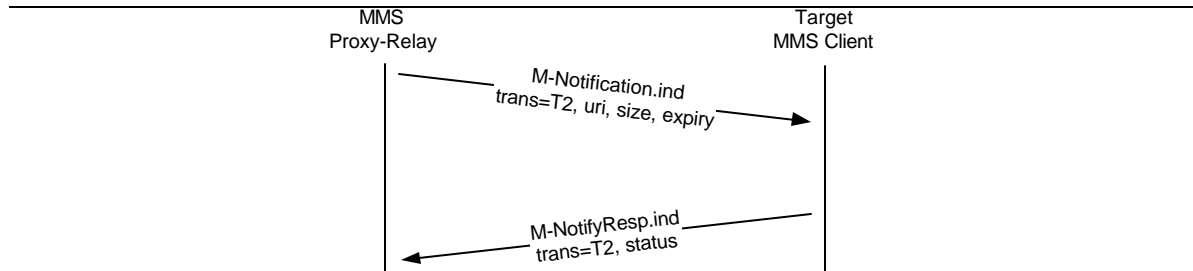 MMS
Proxy-Relay
Target
MMS Client
M-Notification.ind
trans=T2, uri, size, expiry
M-NotifyResp.ind
trans=T2, status